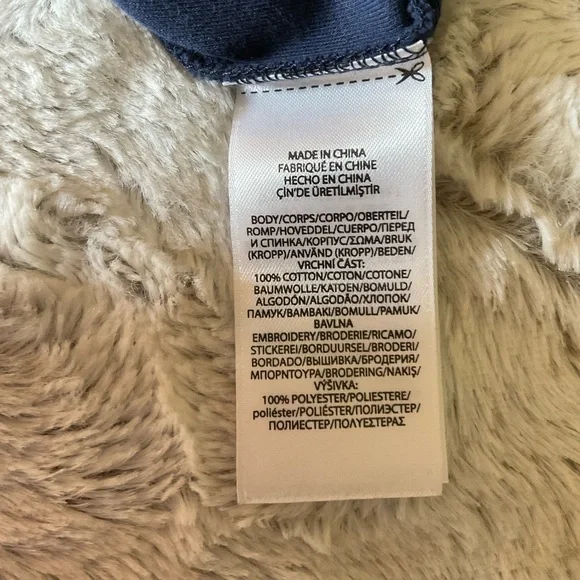 MADE IN CHINA
FABRIQUÉ EN CHINE
HECHO EN CHINA
ÇİN'DE ÜRETİLMİŞTİR
BODY/CORPS/CORPO/OBERTEIL/
ROMP/HOVEDDEL/CUERPO/ПЕРЕД
И СПИНКА/КОРПУС/ΣΩΜΑ/BRUK
(KROPP)/ANVÄND (KROPP)/BEDEN/
VRCHNÍ ČÁST:
100% COTTON/COTON/COTONE/
BAUMWOLLE/KATOEN/BOMULD/
ALGODÓN/ALGODÃO/ХЛОПОК/
ПАМУК/ΒΑΜΒΑΚΙ/BOMULL/PAMUK/
BAVLNA
EMBROIDERY/BRODERIE/RICAMO/
STICKEREI/BORDUURSEL/BRODERI/
BORDADO/ВЫШИВКА/БРОДЕРИЯ/
ΜΠΟΡΝΤΟΥΡΑ/BRODERING/NAKIŞ/
VÝŠIVKA:
100% POLYESTER/POLIESTERE/
poliéster/POLIÉSTER/ПОЛИЭСТЕР/
ПОЛИЕСТЕР/ΠΟΛΥΕΣΤΕΡΑΣ